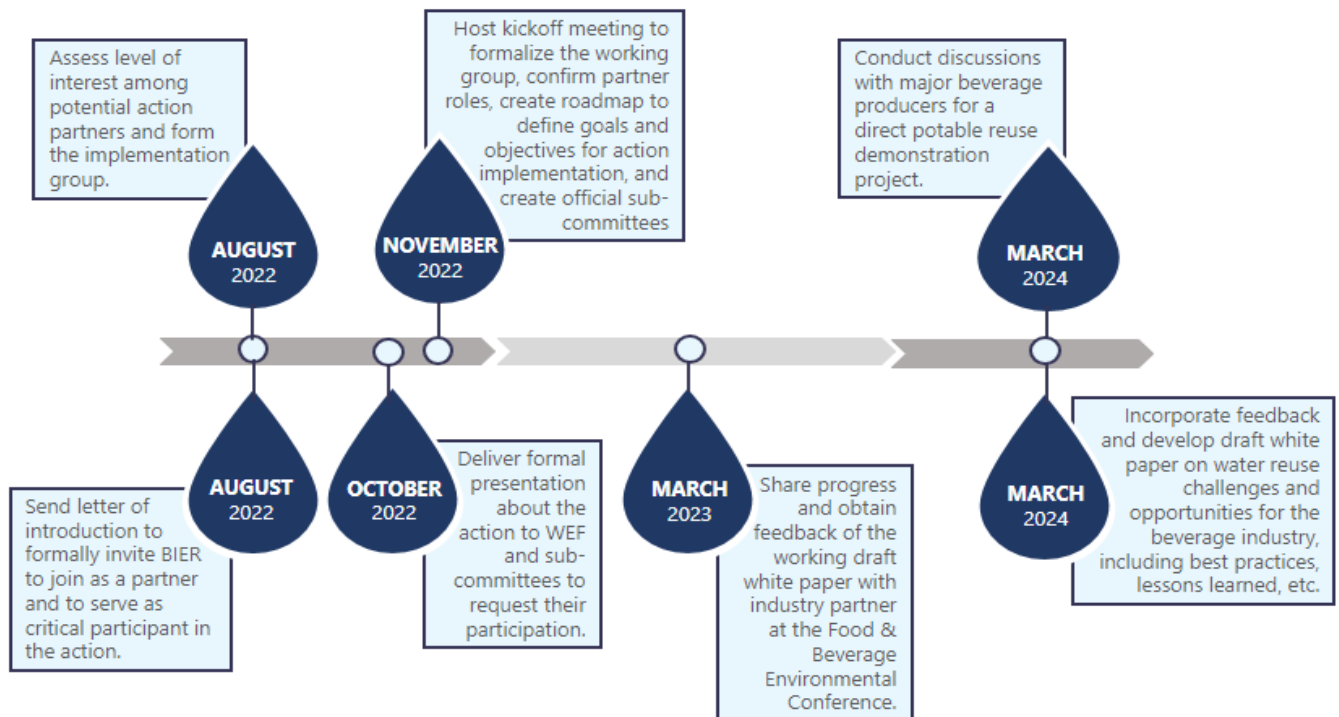 Assess level of
interest among
potential action
partners and form
the implementation
group.
AUGUST
2022
Host kickoff meeting to
formalize the working
group, confirm partner
roles, create roadmap to
define goals and
objectives for action
implementation, and
create official sub-
committees
NOVEMBER
2022
Conduct discussions
with major beverage
producers for a
direct potable reuse
demonstration
project.
MARCH
2024
Send letter of
introduction to
formally invite BIER
to join as a partner
and to serve as
critical participant in
the action.
AUGUST
2022
OCTOBER
2022
Deliver formal
presentation
about the
action to WEF
and sub-
committees to
request their
participation.
MARCH
2023
Share progress
and obtain
feedback of the
working draft
white paper with
industry partner
at the Food &
Beverage
Environmental
Conference.
MARCH
2024
Incorporate feedback
and develop draft white
paper on water reuse
challenges and
opportunities for the
beverage industry,
including best practices,
lessons learned, etc.